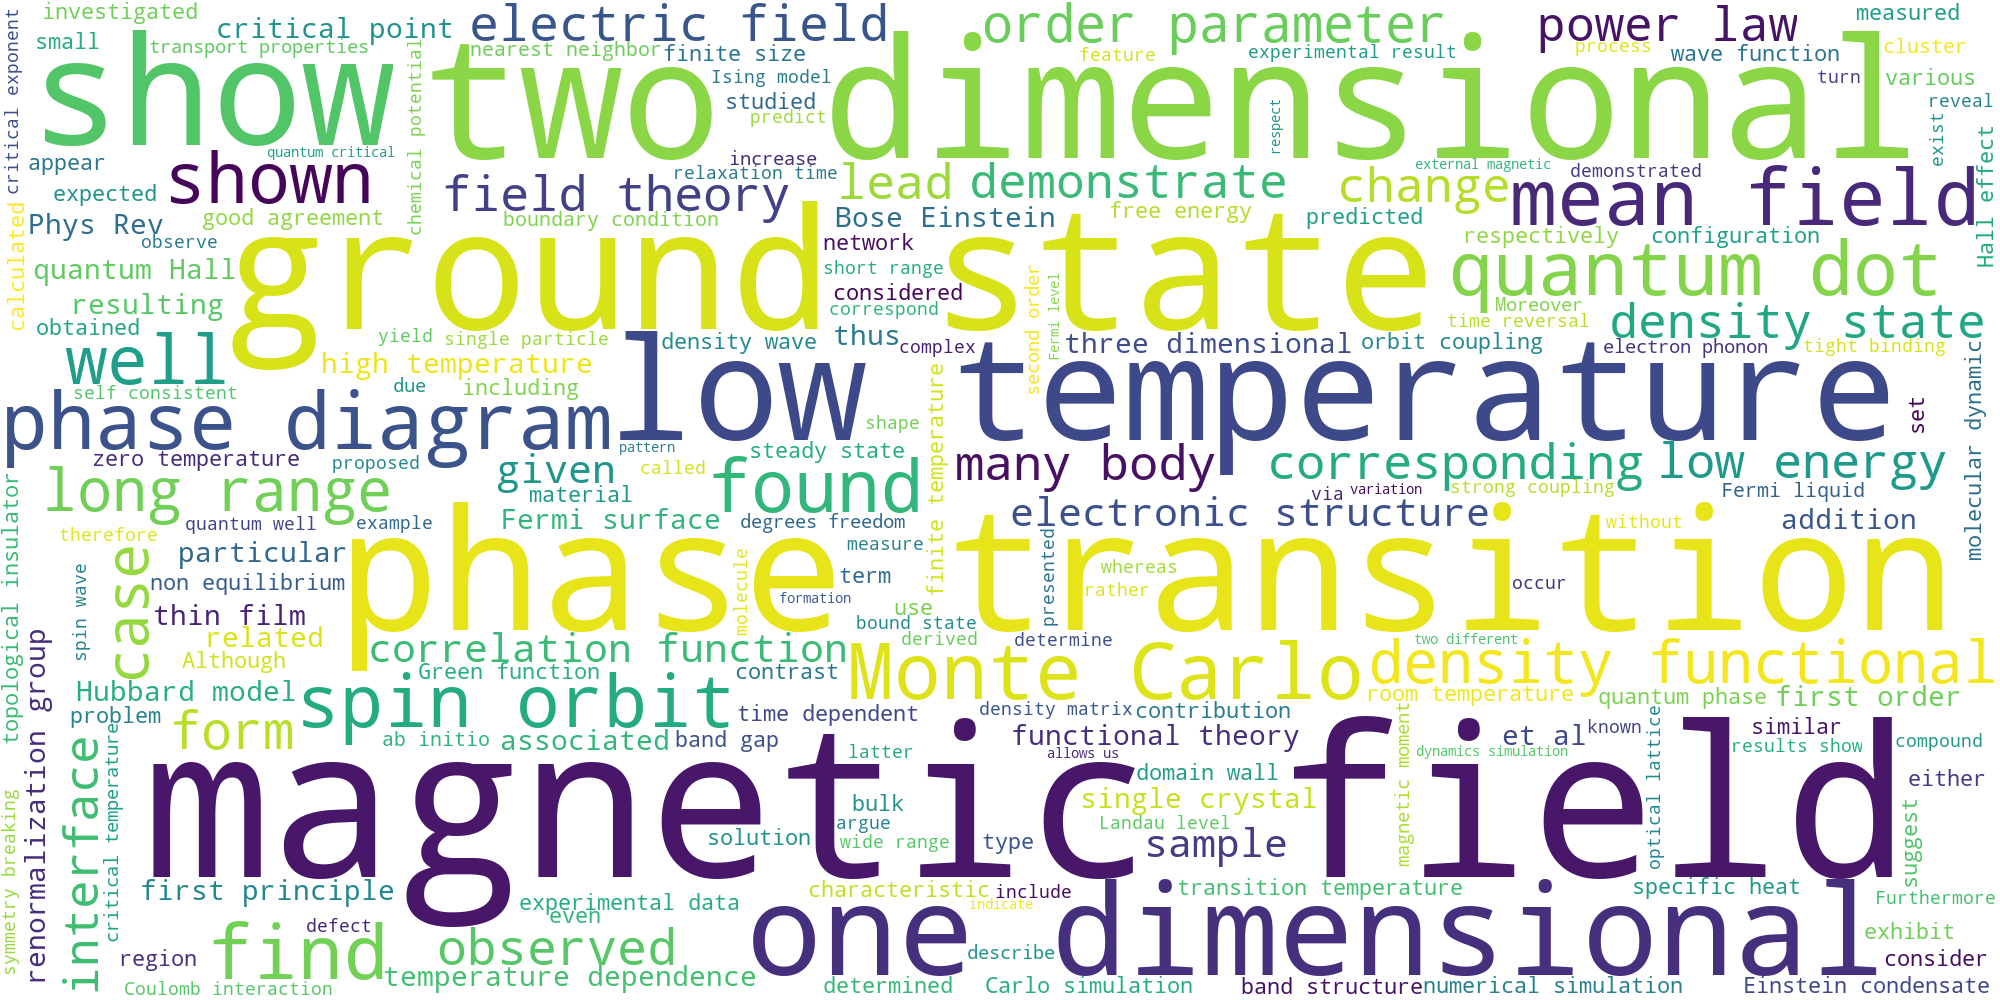 investigated
electric field
order parameter
power law
measured
critical point
small
transport properties
nearest neighbor
finite size
feature
experimental result
process
wave function
cluster
critical exponent
show
chemical potential
two dimensional
Ising model
turn
various
studied
predict
respect
reveal
exist
appear
quantum critical
increase
external magnetic
demonstrated
Hall effect
expected
shown
field theory
relaxation time
lead
demonstrate
change
mean field
calculated
Phys Rev
good agreement
boundary condition
Bose Einstein
free energy
predicted
observe
network
respectively
configuration
quantum Hall
ground state
short range
second order
Fermi level
quantum dot
resulting
considered
correspond
Moreover
obtained
time reversal
density state
yield
single particle
density wave
thus
complex
three dimensional
orbit coupling
electron phonon
tight binding
well
high temperature
self consistent
due
including
low temperature
finite temperature
molecular dynamic
set
phase diagram
shape
zero temperature
proposed
pattern
steady state
called
given
found
many body
corresponding
low energy
topological insulator
long range
material
via
variation
strong coupling
Fermi liquid
therefore
quantum well
example
Fermi surface
degrees freedom
electronic structure
without
addition
case
particular
phase transition
measure
presented
whereas
spin wave
non equilibrium
molecule
term
formation
rather
occur
thin film
use
bound state
renormalization group
related
correlation function
derived
determine
two different
Although
Green function
contrast
Monte Carlo
density functional
Hubbard model
spin orbit
room temperature
quantum phase
first order
problem
form
time dependent
density matrix
contribution
magnetic moment
optical lattice
similar
critical temperature
interface
ab initio
associated
band gap
functional theory
et al
known
latter
allows us
dynamics simulation
results show
compound
symmetry breaking
magnetic field
domain wall
either
bulk
single crystal
argue
Landau level
suggest
solution
wide range
type
sample
first principle
characteristic
include
transition temperature
specific heat
Furthermore
experimental data
even
indicate
one dimensional
defect
find
observed
exhibit
region
describe
consider
temperature dependence
Coulomb interaction
determined
Carlo simulation
band structure
numerical simulation
Einstein condensate